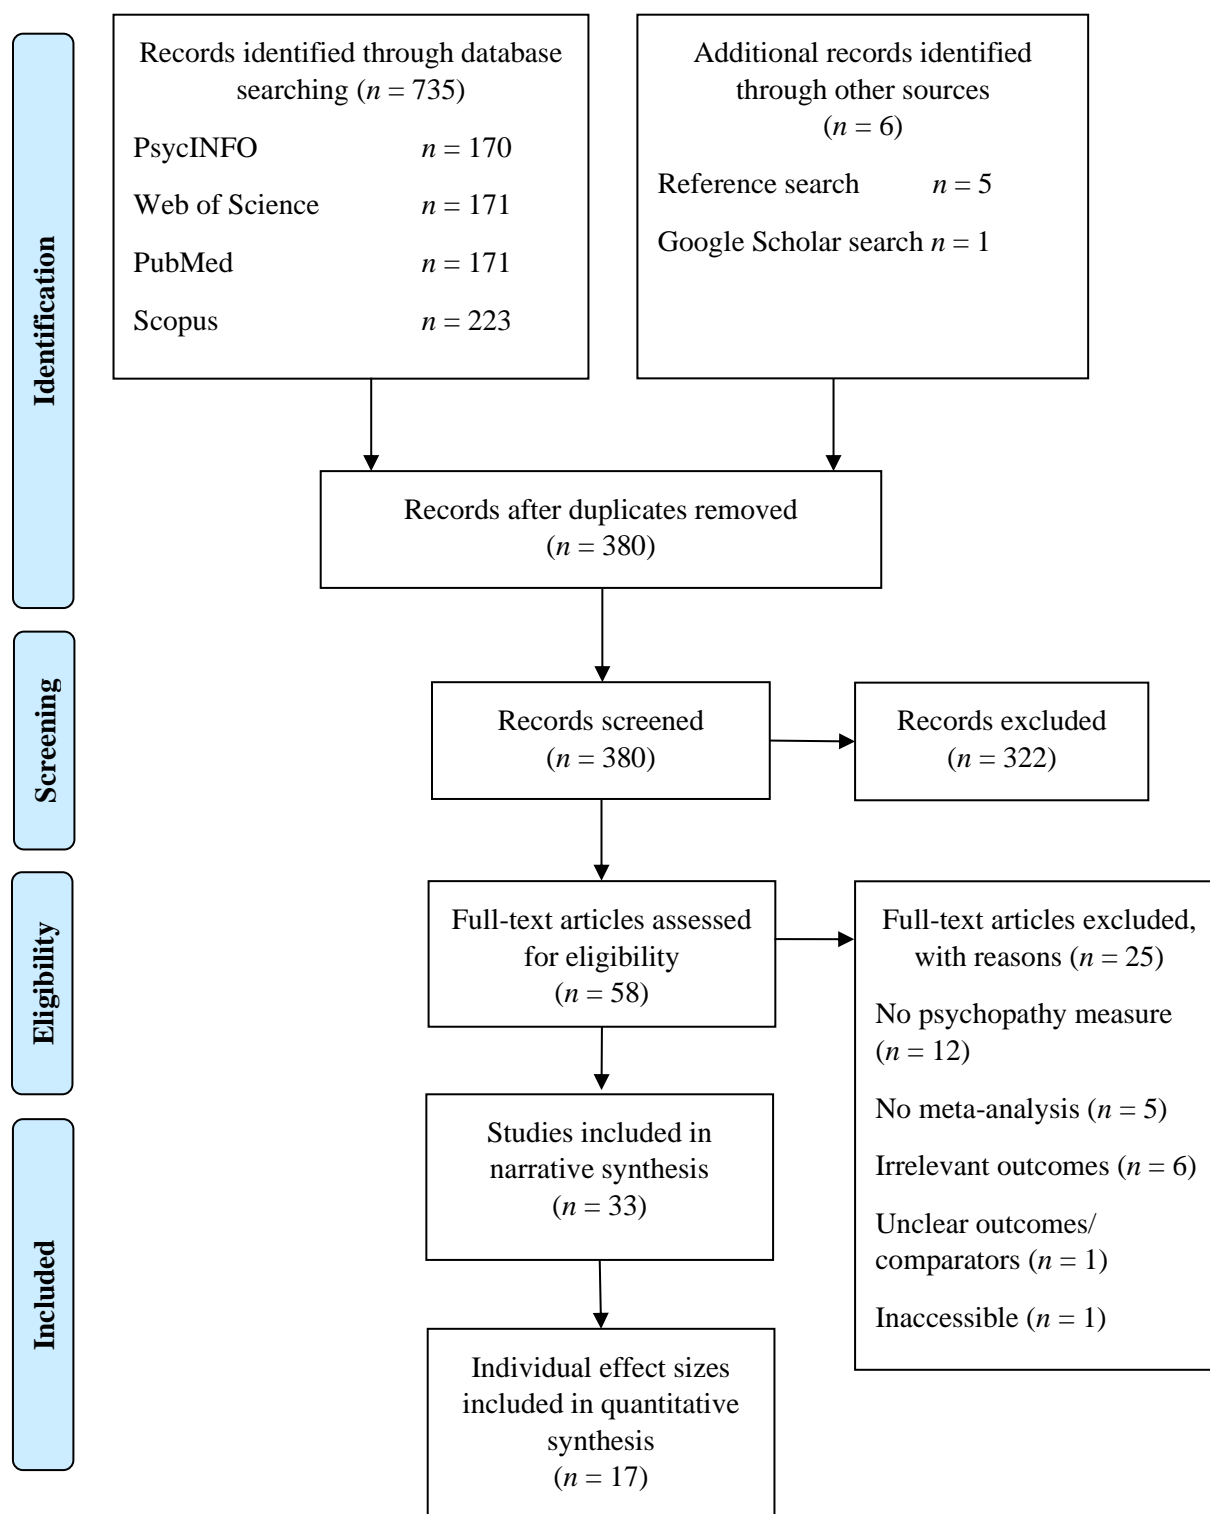 Identification
Records identified through database
searching (n = 735)
PsycINFO n = 170
Web of Science n = 171
PubMed n = 171
Scopus n = 223
Additional records identified
through other sources
(n = 6)
Reference search n = 5
Google Scholar search n = 1
Records after duplicates removed
(n = 380)
Screening
Records screened
(n = 380)
Records excluded
(n = 322)
Eligibility
Full-text articles assessed
for eligibility
(n = 58)
Full-text articles excluded,
with reasons (n = 25)
No psychopathy measure
(n = 12)
No meta-analysis (n = 5)
Irrelevant outcomes (n = 6)
Unclear outcomes/
comparators (n = 1)
Inaccessible (n = 1)
Included
Studies included in
narrative synthesis
(n = 33)
Individual effect sizes
included in quantitative
synthesis
(n = 17)